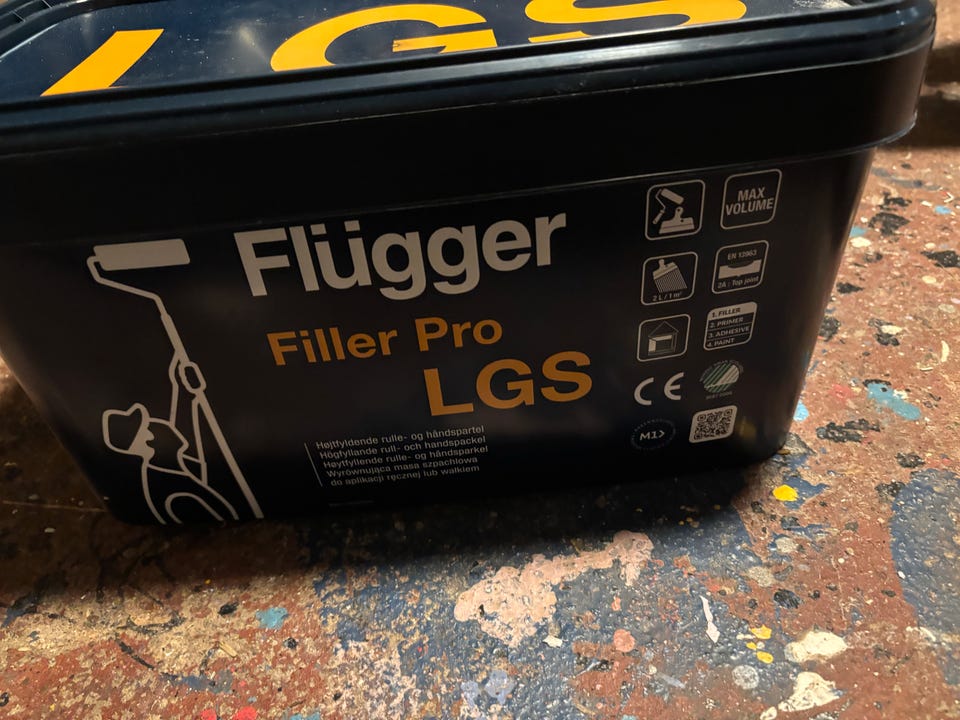 LGS
Flügger
Filler Pro
LGS
Højtfyldende rulle- og håndspartel
Högfyllande rull- och handspackel
Høytfyllende rulle- og håndsparkel
Wyrównująca masa szpachlowa
do aplikacji ręcznej lub wałkiem
MAX
VOLUME
2 L / 1 m²
EN 13963
2A : Top joint
1. FILLER
2. PRIMER
3. ADHESIVE
4. PAINT
CE
M1